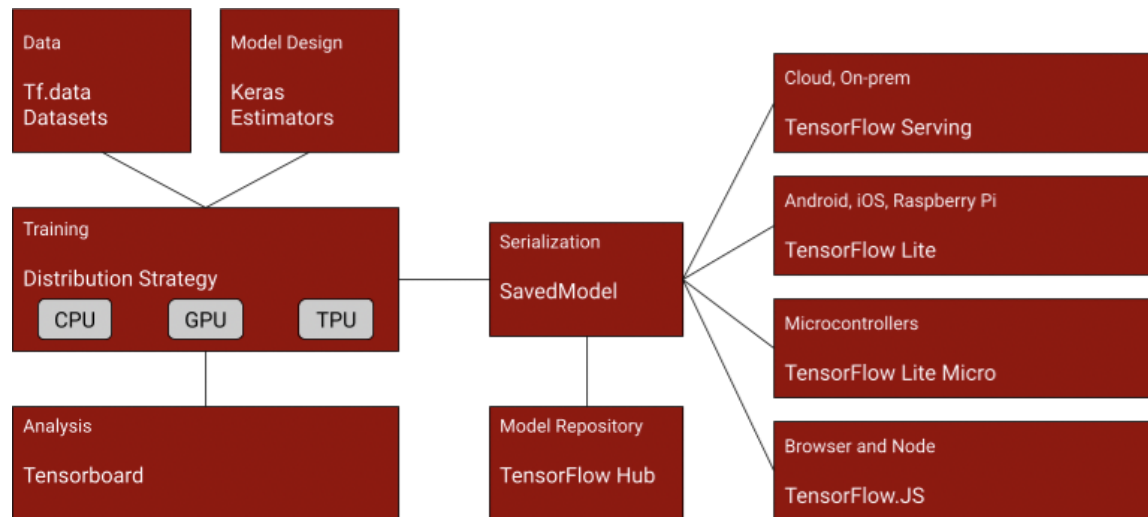 Data
Tf.data
Datasets
Model Design
Keras
Estimators
Training
Distribution Strategy
CPU
GPU
TPU
Analysis
Tensorboard
Serialization
SavedModel
Model Repository
TensorFlow Hub
Cloud, On-prem
TensorFlow Serving
Android, iOS, Raspberry Pi
TensorFlow Lite
Microcontrollers
TensorFlow Lite Micro
Browser and Node
TensorFlow.JS